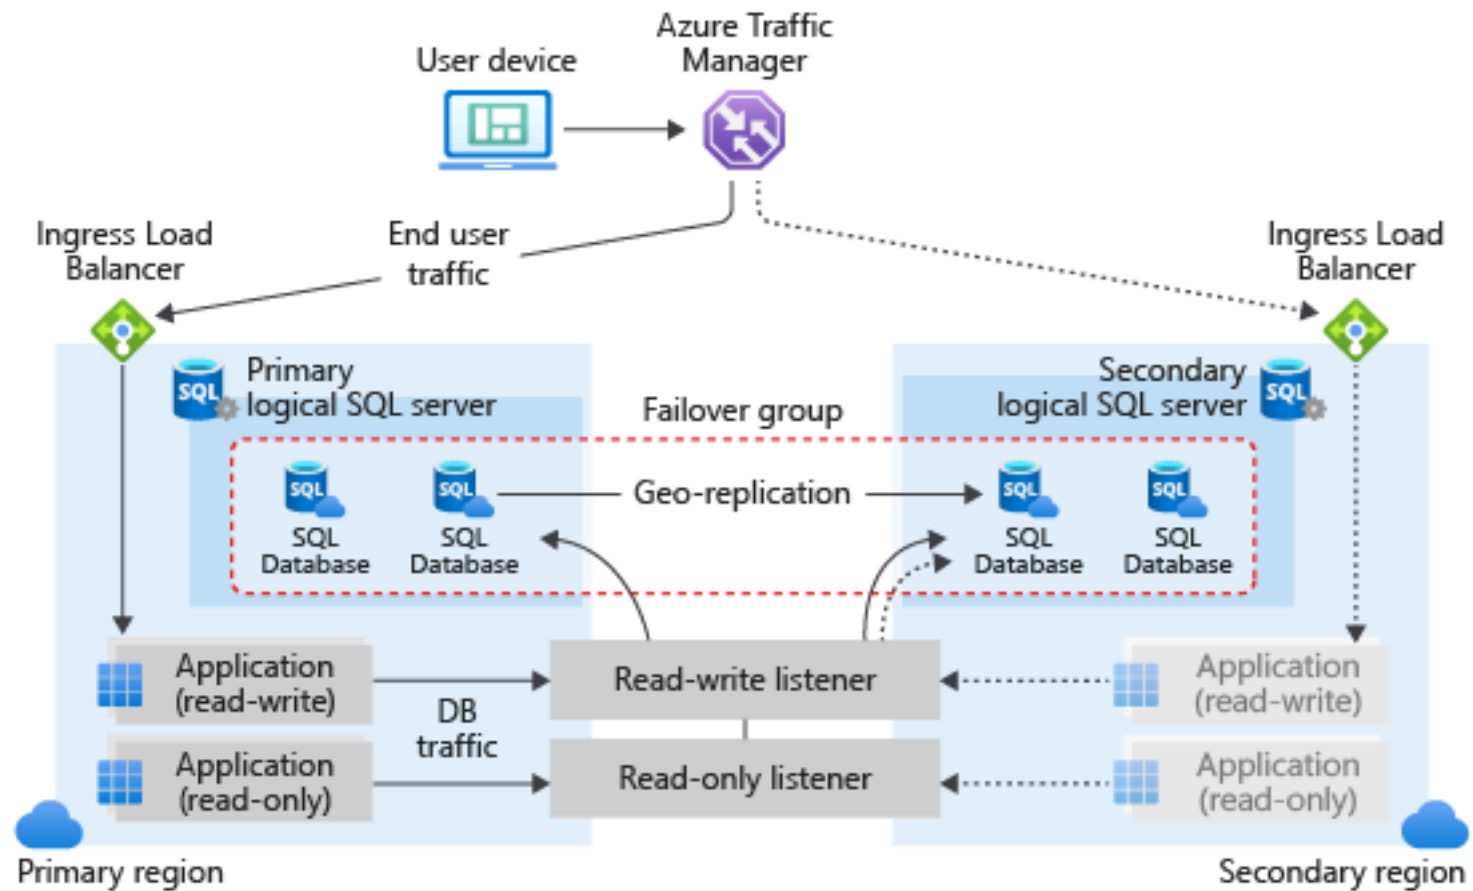 Azure Traffic
Manager
User device
Ingress Load
Balancer
End user
traffic
Ingress Load
Balancer
SQL
Primary
logical SQL server
Failover group
Secondary
logical SQL server
SQL
SQL
SQL
Database
SQL
SQL
Database
Geo-replication
SQL
SQL
Database
SQL
SQL
Database
Application
(read-write)
DB
traffic
Read-write listener
Application
(read-write)
Application
(read-only)
Read-only listener
Application
(read-only)
Primary region
Secondary region